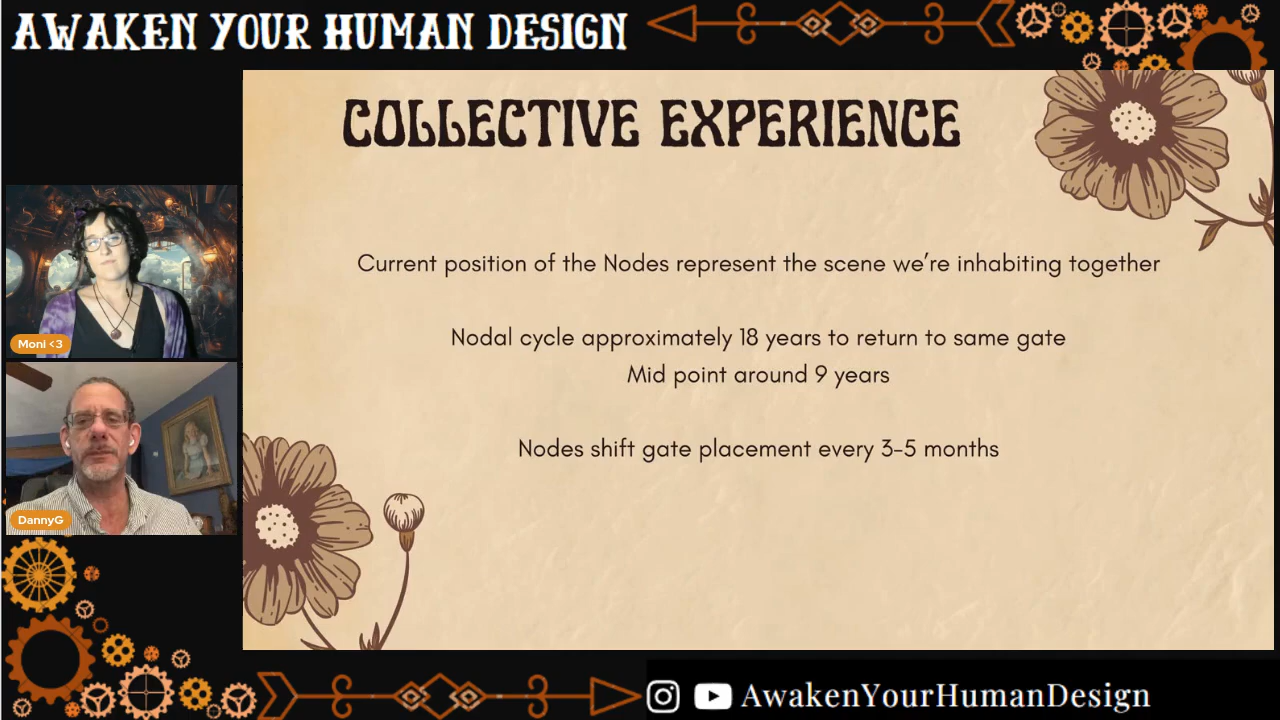 AWAKEN YOUR HUMAN DESIGN
COLLECTIVE EXPERIENCE
Current position of the Nodes represent the scene we're inhabiting together
Nodal cycle approximately 18 years to return to same gate
Mid point around 9 years
Nodes shift gate placement every 3-5 months
Moni <3
DannyG
AwakenYourHumanDesign